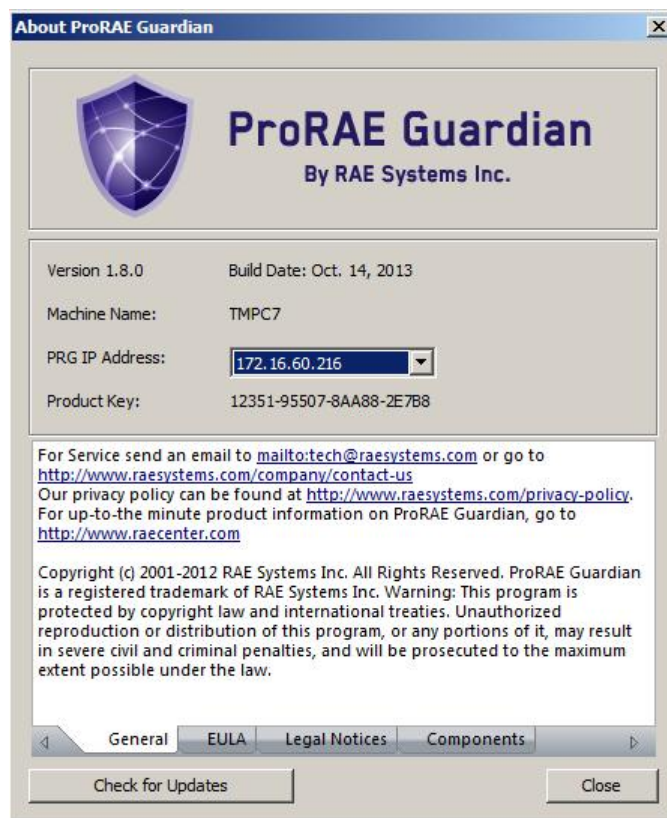 About ProRAE Guardian
ProRAE Guardian
By RAE Systems Inc.
Version 1.8.0 Build Date: Oct. 14, 2013
Machine Name: TMPC7
PRG IP Address: 172.16.60.216
Product Key: 12351-95507-8AA88-2E7B8
For Service send an email to mailto:tech@raesystems.com or go to
http://www.raesystems.com/company/contact-us
Our privacy policy can be found at http://www.raesystems.com/privacy-policy.
For up-to-the minute product information on ProRAE Guardian, go to
http://www.raecenter.com
Copyright (c) 2001-2012 RAE Systems Inc. All Rights Reserved. ProRAE Guardian
is a registered trademark of RAE Systems Inc. Warning: This program is
protected by copyright law and international treaties. Unauthorized
reproduction or distribution of this program, or any portions of it, may result
in severe civil and criminal penalties, and will be prosecuted to the maximum
extent possible under the law.
General EULA Legal Notices Components
Check for Updates Close